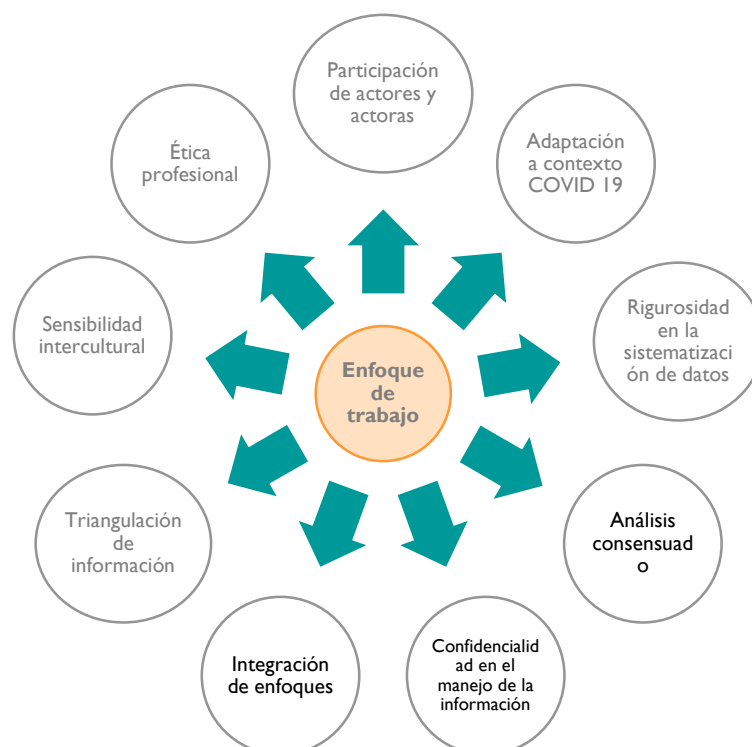 Participación
de actores y
actoras
Adaptación
a contexto
COVID 19
Rigurosidad
en la
sistematizaci
ón de datos
Análisis
consensuad
o
Confidencialid
ad en el
manejo de la
información
Integración
de enfoques
Triangulación
de
información
Sensibilidad
intercultural
Ética
profesional
Enfoque
de
trabajo